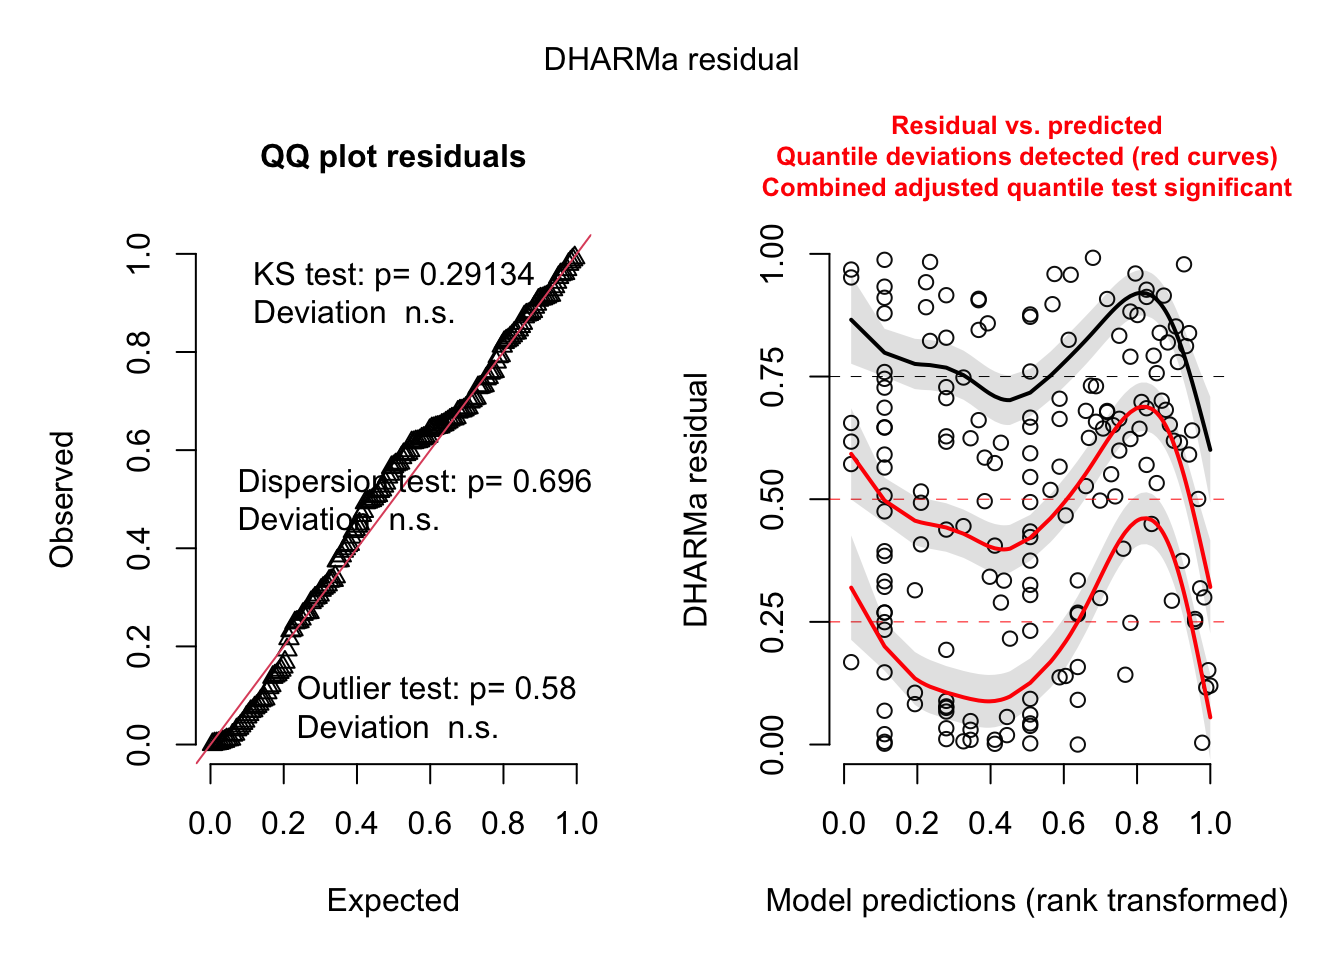 DHARMa residual
QQ plot residuals
KS test: p= 0.29134
Deviation  n.s.
Dispersion test: p= 0.696
Deviation  n.s.
Outlier test: p= 0.58
Deviation  n.s.
Observed
0.0 0.2 0.4 0.6 0.8 1.0
0.0 0.2 0.4 0.6 0.8 1.0
Expected
Residual vs. predicted
Quantile deviations detected (red curves)
Combined adjusted quantile test significant
DHARMa residual
0.00 0.25 0.50 0.75 1.00
0.0 0.2 0.4 0.6 0.8 1.0
Model predictions (rank transformed)